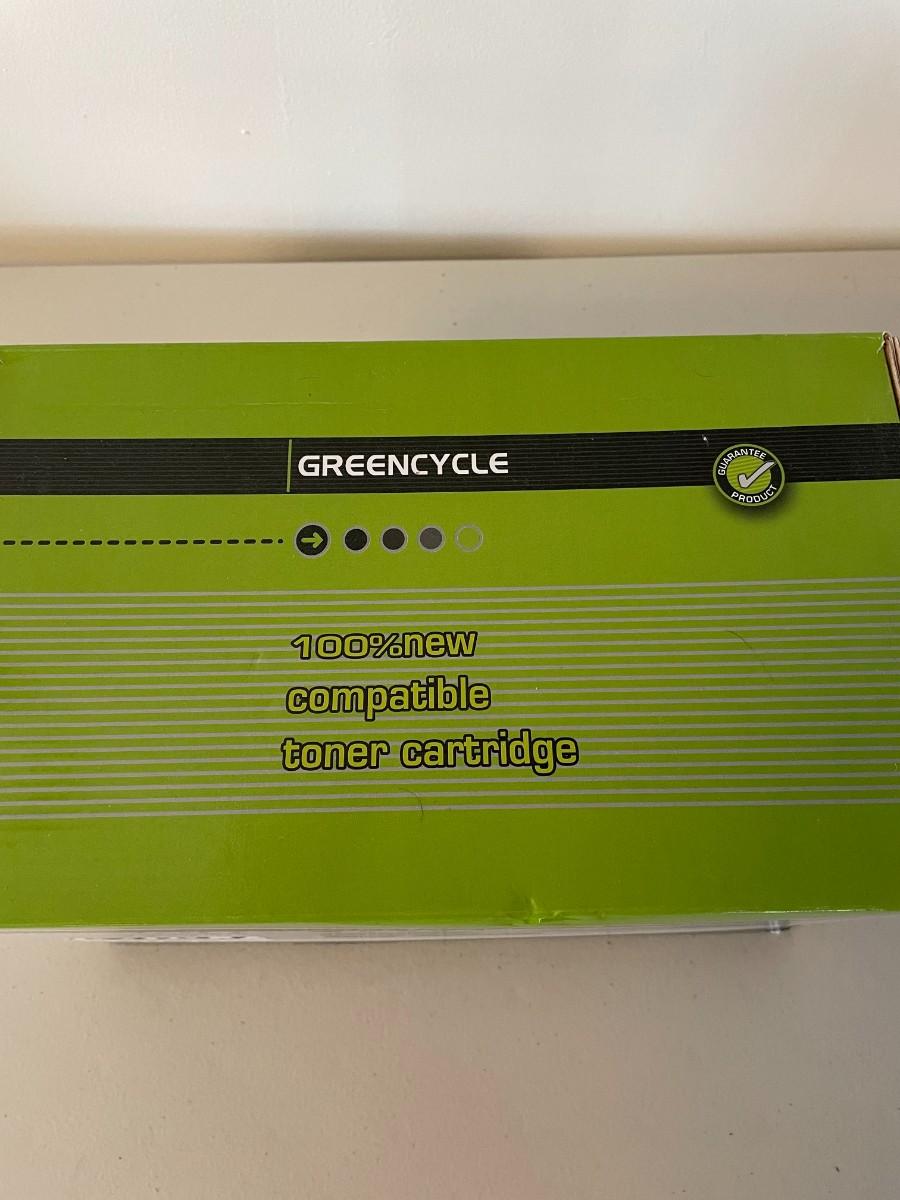 GREENCYCLE
GUARANTEE
PRODUCT
100%new
compatible
toner cartridge